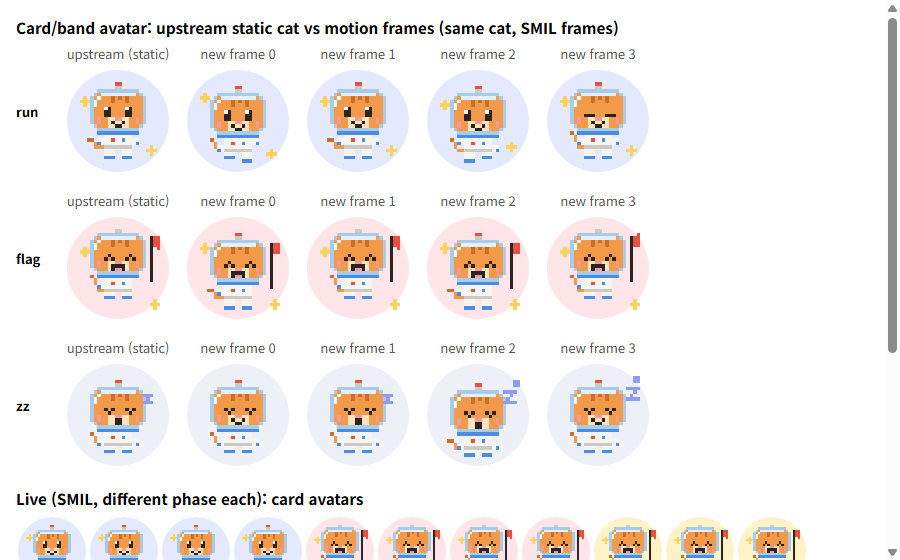 Card/band avatar: upstream static cat vs motion frames (same cat, SMIL frames)
upstream (static) new frame 0 new frame 1 new frame 2 new frame 3
run
upstream (static) new frame 0 new frame 1 new frame 2 new frame 3
flag
upstream (static) new frame 0 new frame 1 new frame 2 new frame 3
zz
Live (SMIL, different phase each): card avatars